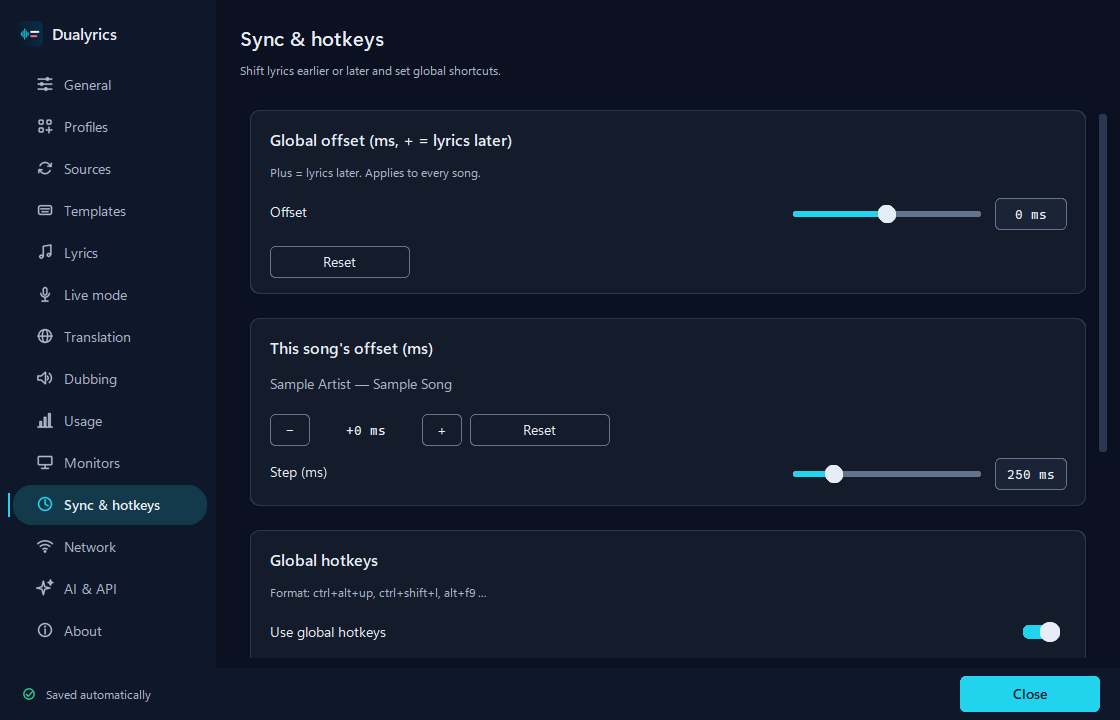 Dualyrics
General
Profiles
Sources
Templates
Lyrics
Live mode
Translation
Dubbing
Usage
Monitors
Sync & hotkeys
Network
AI & API
About
Saved automatically
Sync & hotkeys
Shift lyrics earlier or later and set global shortcuts.
Global offset (ms, + = lyrics later)
Plus = lyrics later. Applies to every song.
Offset
0 ms
Reset
This song's offset (ms)
Sample Artist — Sample Song
− +0 ms + Reset
Step (ms)
250 ms
Global hotkeys
Format: ctrl+alt+up, ctrl+shift+l, alt+f9 ...
Use global hotkeys
Close